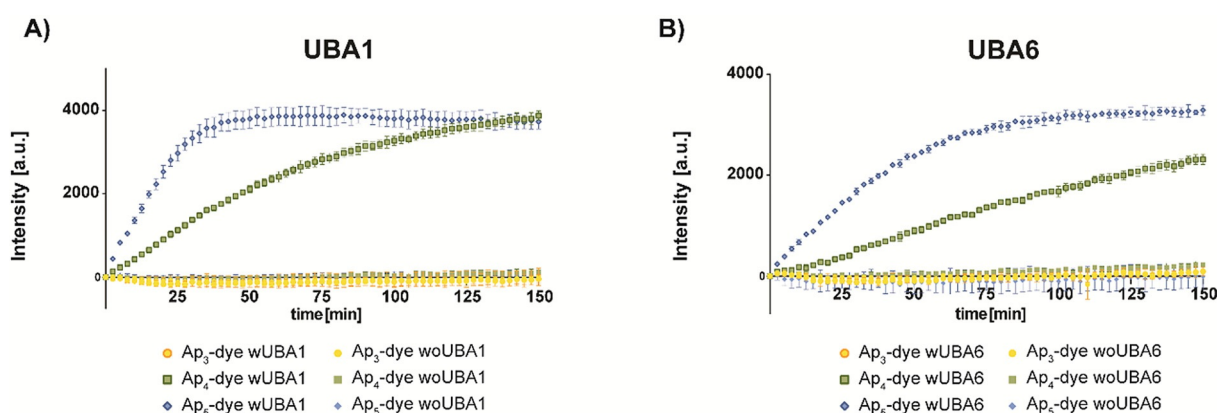 A)
UBA1
4000
2000
0
Intensity [a.u.]
25 50 75 100 125 150
time[min]
Ap3-dye wUBA1 Ap3-dye woUBA1
Ap4-dye wUBA1 Ap4-dye woUBA1
Ap5-dye wUBA1 Ap5-dye woUBA1
B)
UBA6
4000
2000
0
Intensity [a.u.]
25 50 75 100 125 150
time[min]
Ap3-dye wUBA6 Ap3-dye woUBA6
Ap4-dye wUBA6 Ap4-dye woUBA6
Ap5-dye wUBA6 Ap5-dye woUBA6